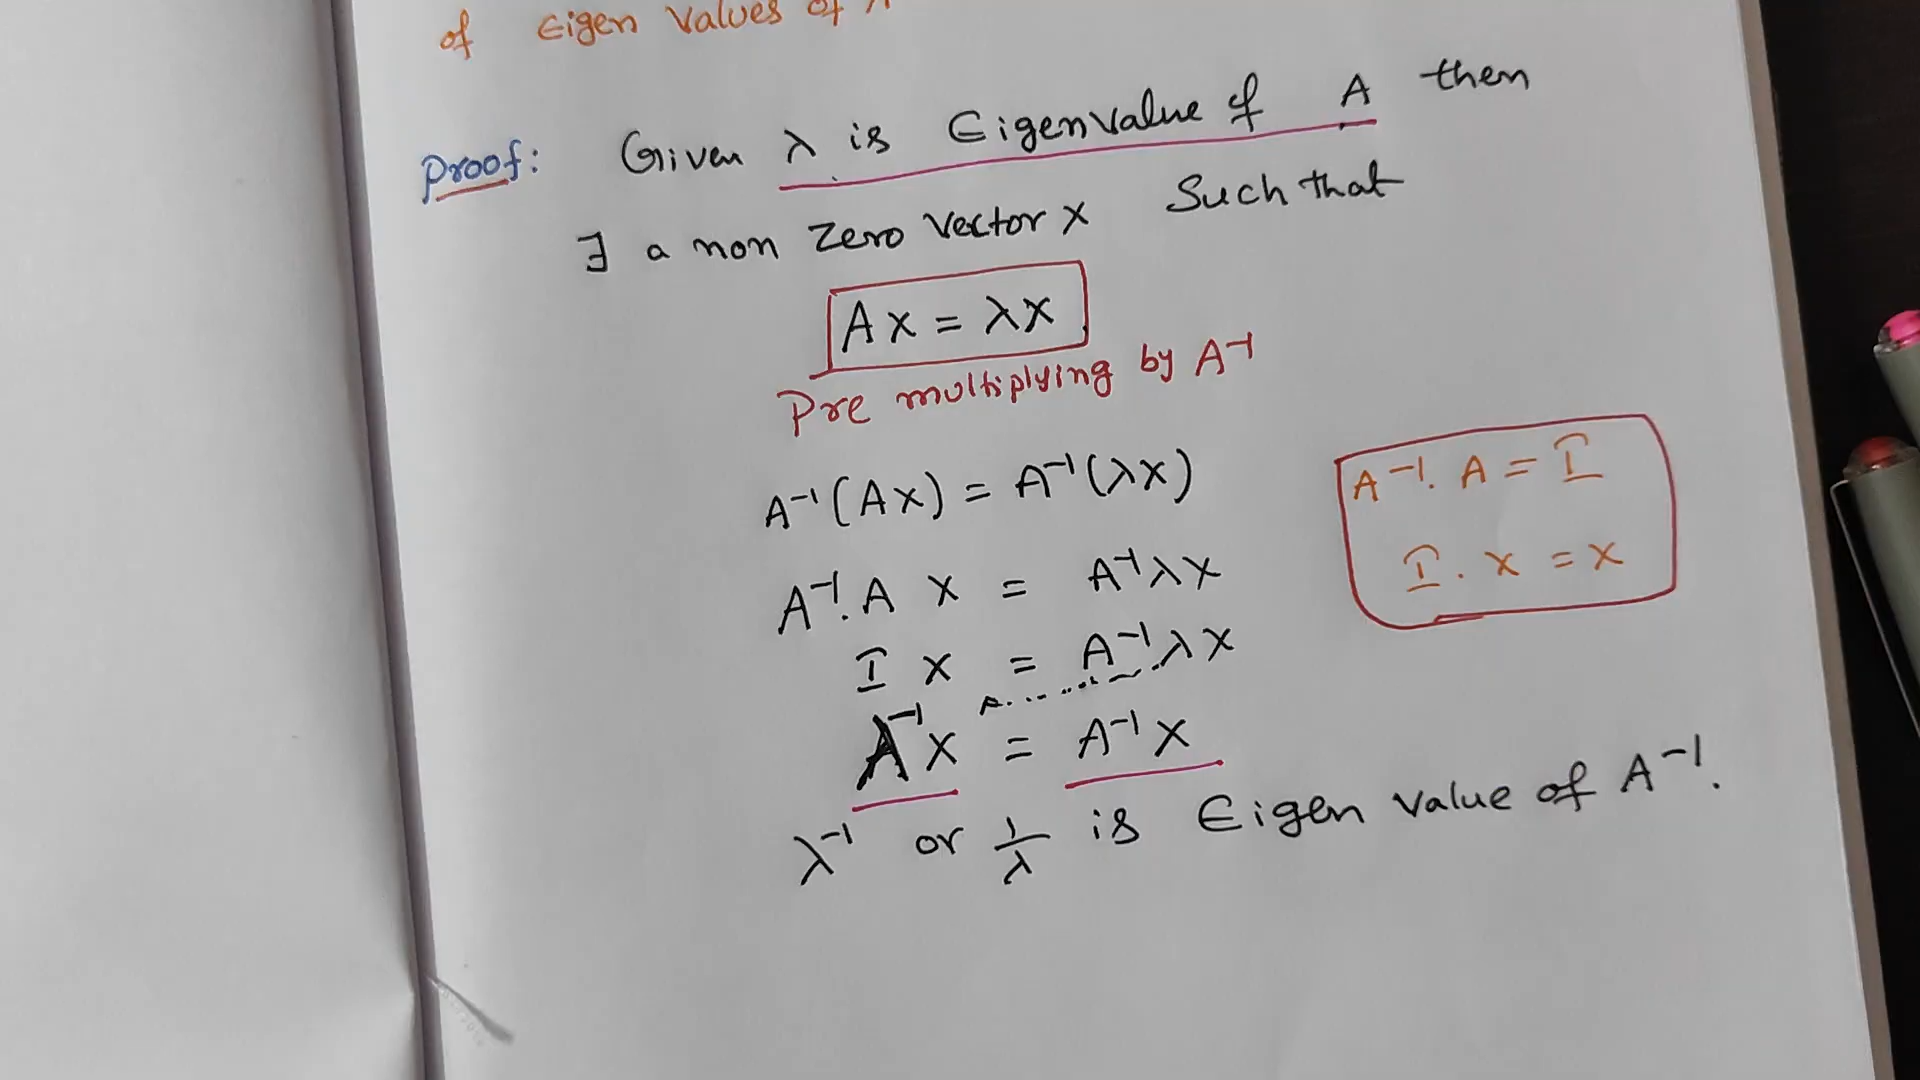 of Eigen Values of A
Proof: Given λ is Eigenvalue of A then
∃ a non Zero Vector X Such that
AX = λX
Pre multiplying by A⁻¹
A⁻¹(AX) = A⁻¹(λX)
A⁻¹. A = I
A⁻¹.A X = A⁻¹λX
I. X = X
I X = A⁻¹λX
A⁻¹X = A⁻¹X
λ⁻¹ or 1/λ is Eigen Value of A⁻¹.